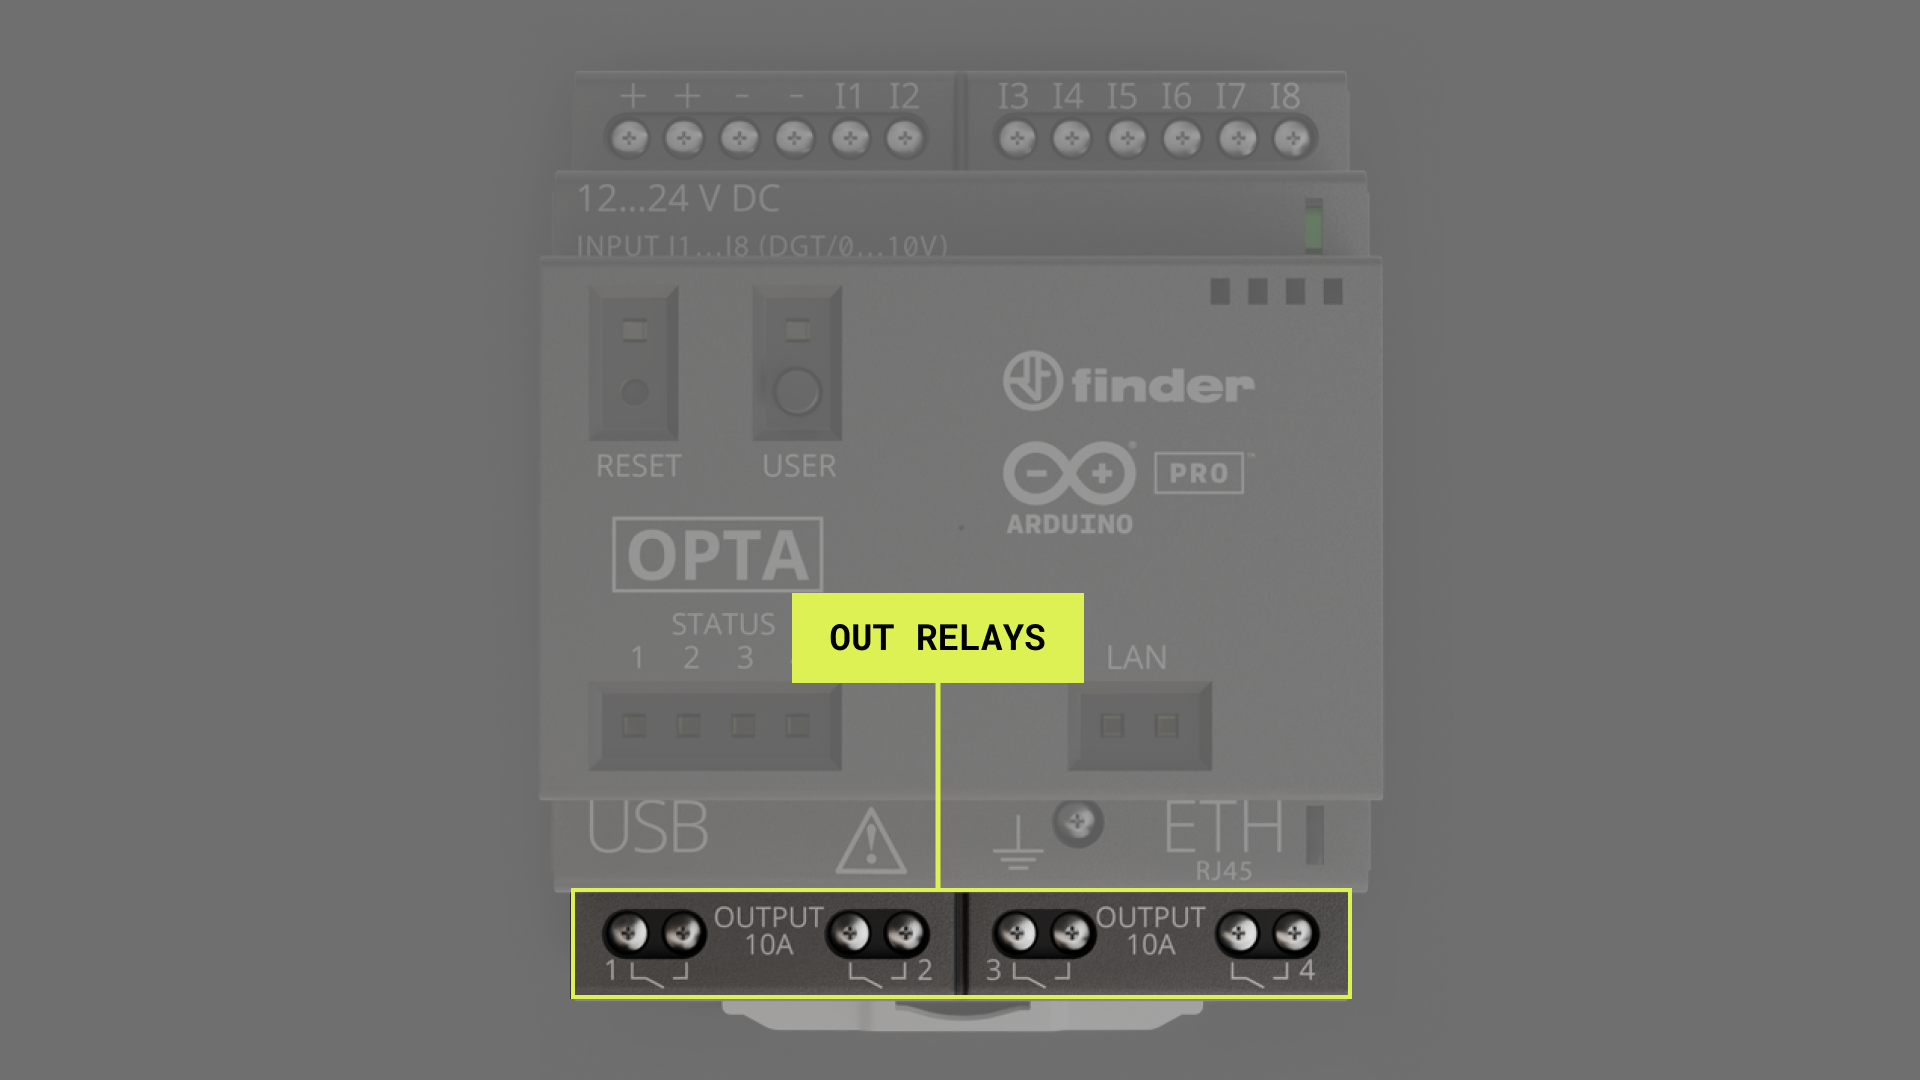 + + - - I1 I2 I3 I4 I5 I6 I7 I8
12...24 V DC
INPUT I1...I8 (DGT/0...10V)
finder
RESET USER
PRO™
ARDUINO
OPTA
STATUS
1 2 3
OUT RELAYS
LAN
USB
ETH
RJ45
OUTPUT
10A
1 2
OUTPUT
10A
3 4